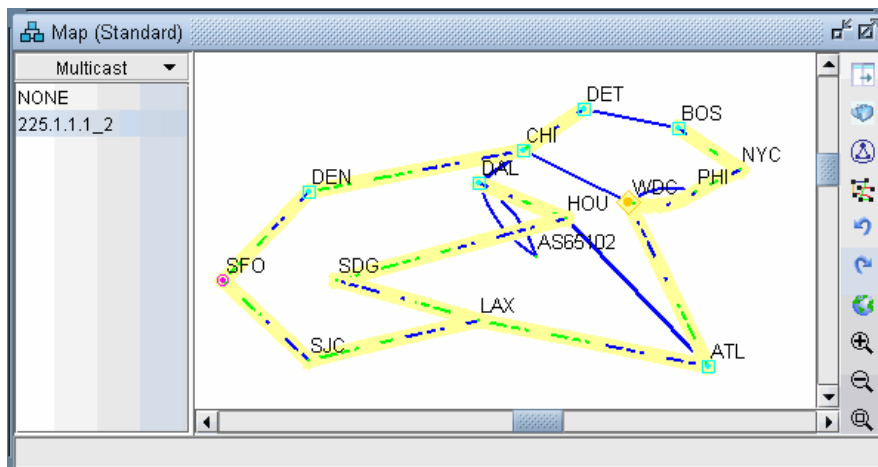 Map (Standard)
Multicast
NONE
225.1.1.1_2
DET
BOS
CHI
NYC
DEN
DAL
PHI
WDC
HOU
AS65102
SFO
SDG
LAX
SJC
ATL